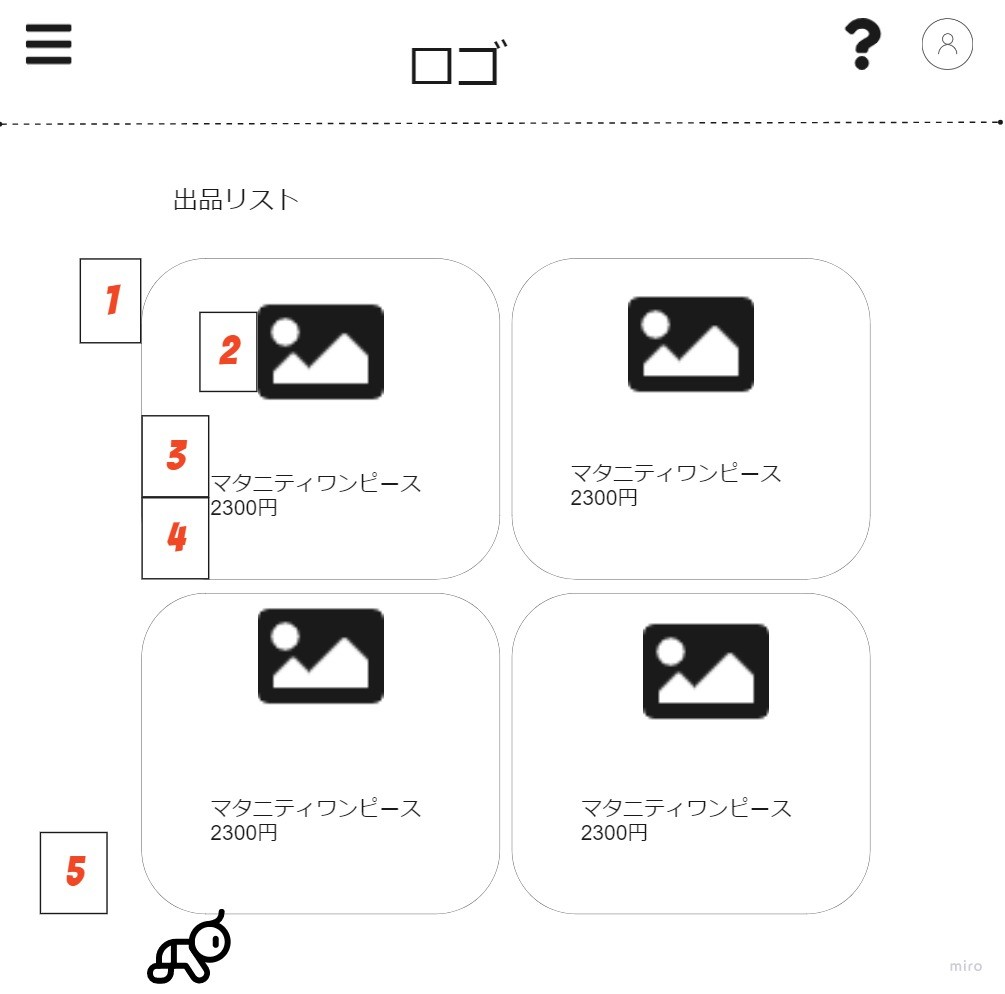 ロゴ
?
出品リスト
1
2
3
マタニティワンピース
2300円
4
マタニティワンピース
2300円
マタニティワンピース
2300円
マタニティワンピース
2300円
5
miro